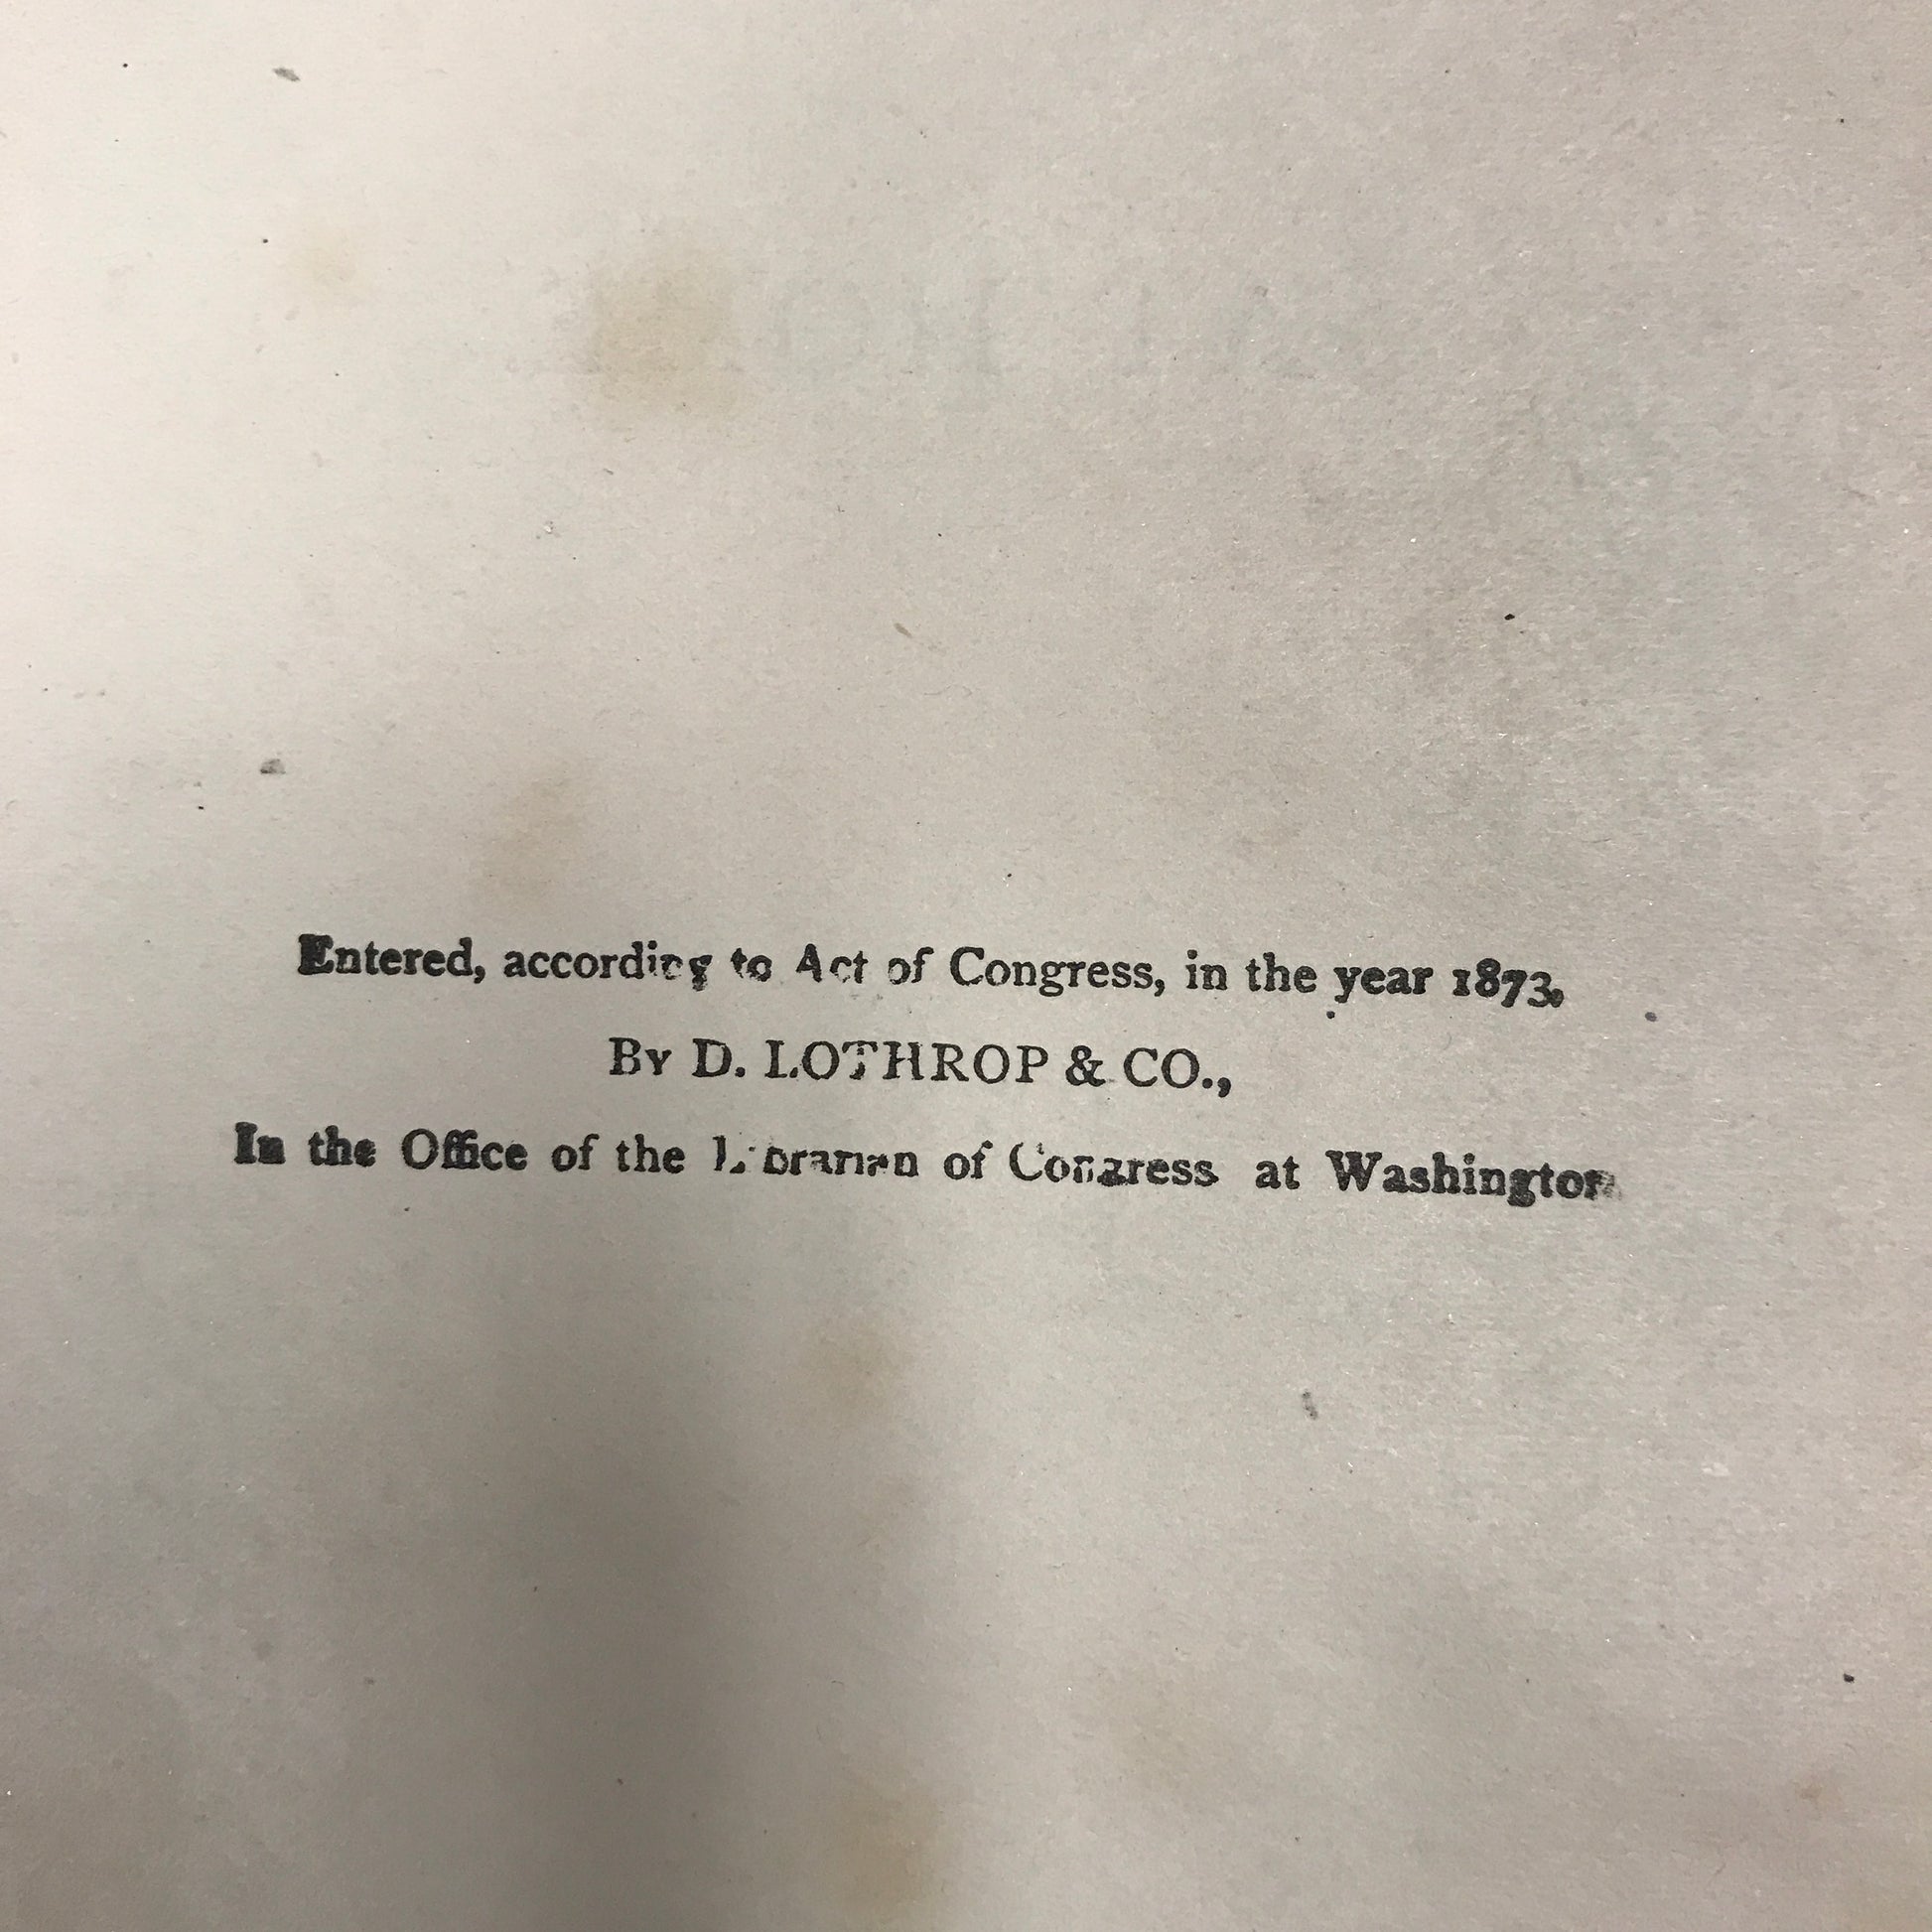 Entered, according to Act of Congress, in the year 1873,
By D. LOTHROP & CO.,
In the Office of the Librarian of Congress at Washington